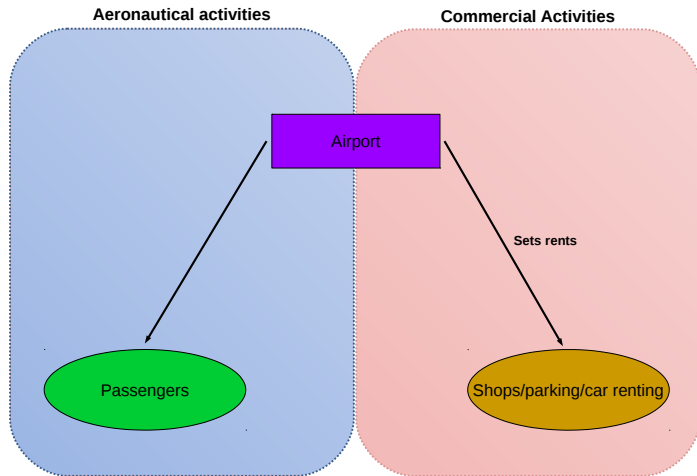 Aeronautical activities
Commercial Activities
Airport
Sets rents
Passengers
Shops/parking/car renting